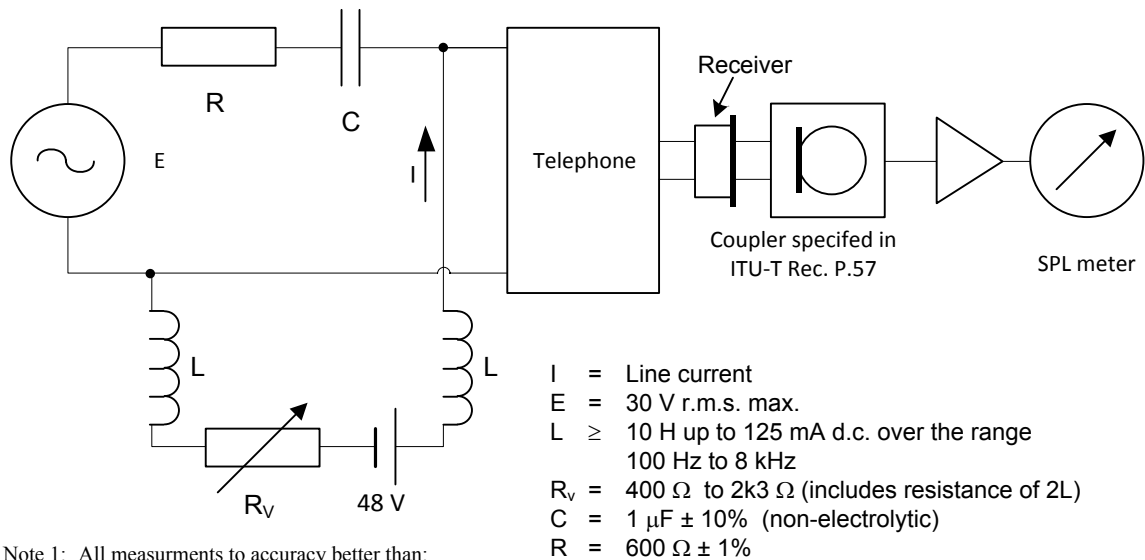 R
C
E
I
Telephone
Receiver
Coupler specifed in
ITU-T Rec. P.57
SPL meter
L
L
RV
48 V
I = Line current
E = 30 V r.m.s. max.
L ≥ 10 H up to 125 mA d.c. over the range
100 Hz to 8 kHz
Rv = 400 Ω to 2k3 Ω (includes resistance of 2L)
C = 1 μF ± 10% (non-electrolytic)
R = 600 Ω ± 1%
Note 1: All measurments to accuracy better than: